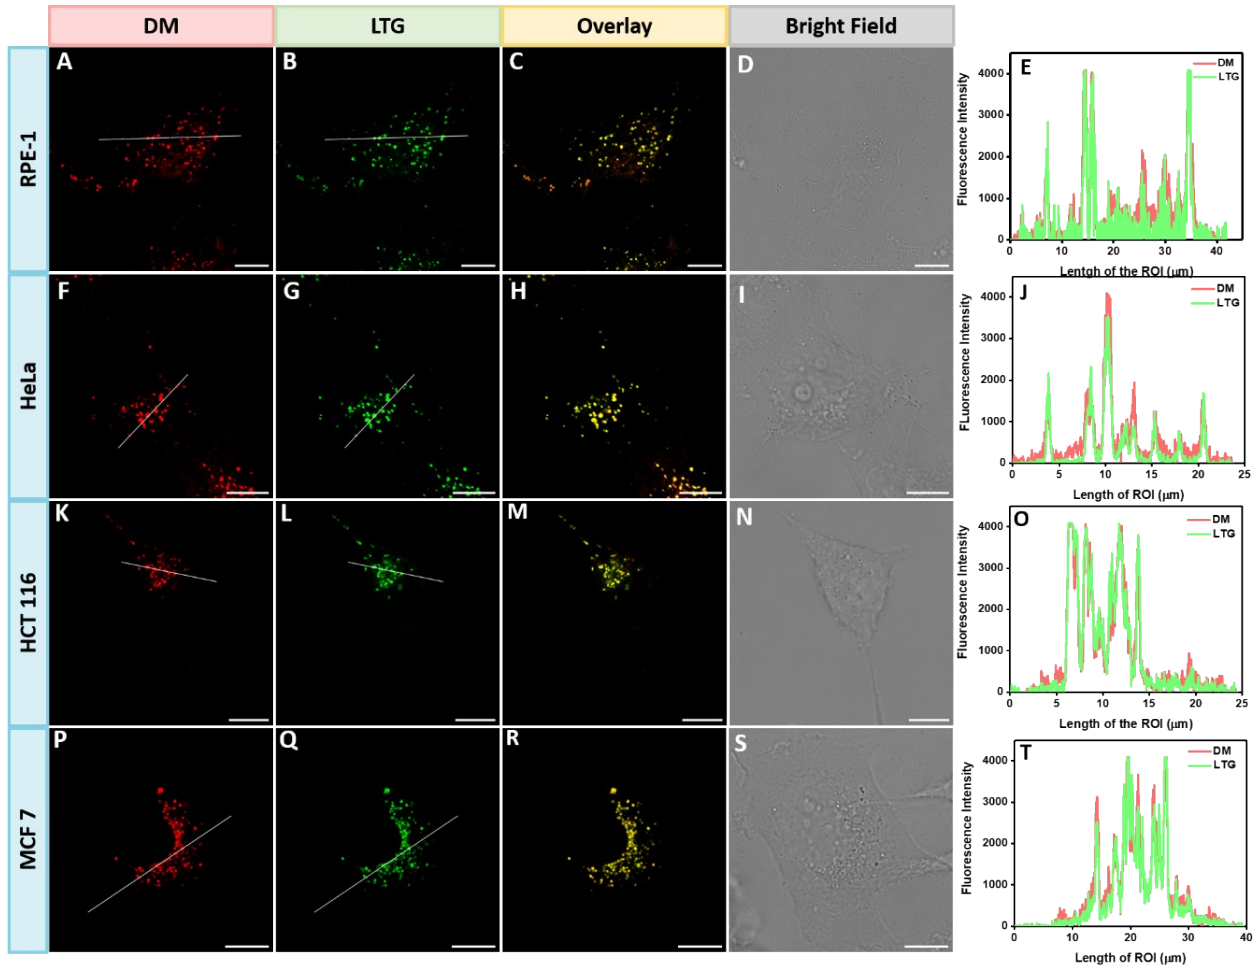 DM
LTG
Overlay
Bright Field
RPE-1
A
B
C
D
E
DM
LTG
Fluorescence Intensity
4000
3000
2000
1000
0
0
10
20
30
40
Lentgh of the ROI (μm)
HeLa
F
G
H
I
J
DM
LTG
FLuorescence Intensity
4000
3000
2000
1000
0
0
5
10
15
20
25
Length of ROI (μm)
HCT 116
K
L
M
N
O
DM
LTG
Fluorescence Intensity
4000
3000
2000
1000
0
0
5
10
15
20
25
Length of the ROI (μm)
MCF 7
P
Q
R
S
T
DM
LTG
Fluorescence Intensity
4000
3000
2000
1000
0
0
10
20
30
40
Length of ROI (μm)